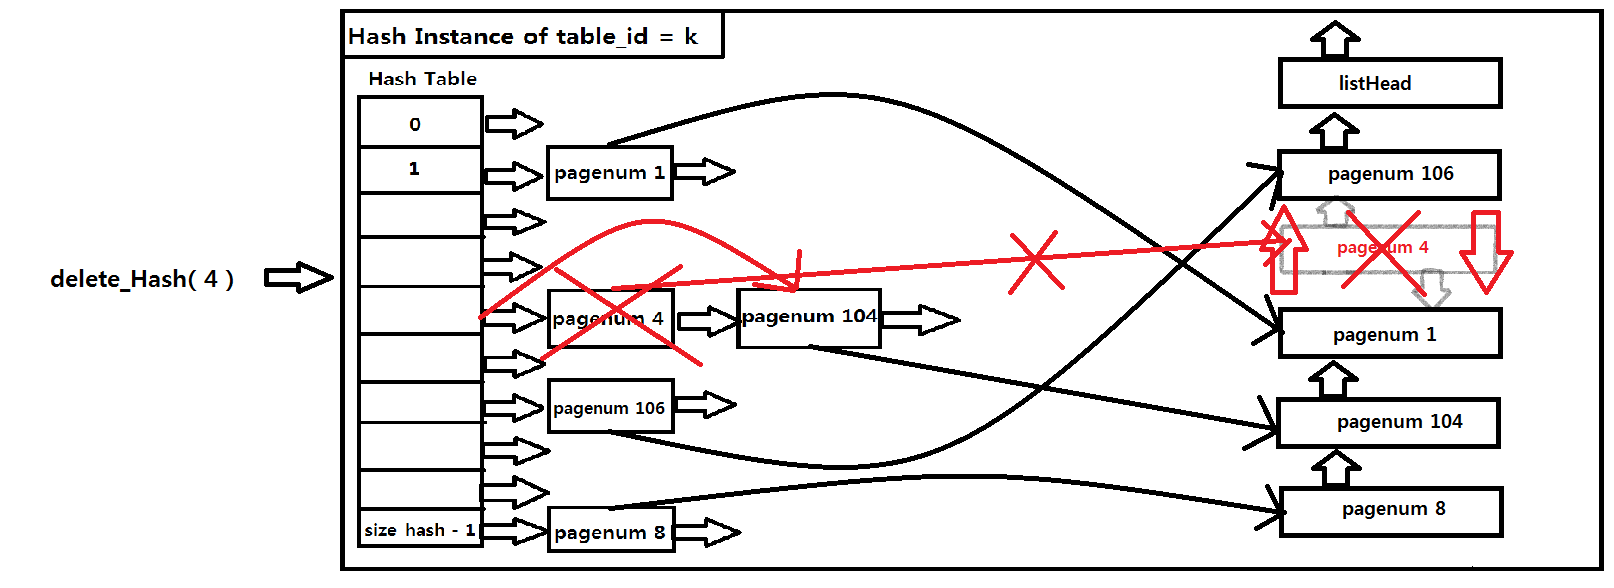 Hash Instance of table_id = k
Hash Table
0
1
size hash - 1
delete_Hash( 4 )
pagenum 1
pagenum 4
pagenum 104
pagenum 106
pagenum 8
listHead
pagenum 106
pagenum 4
pagenum 1
pagenum 104
pagenum 8